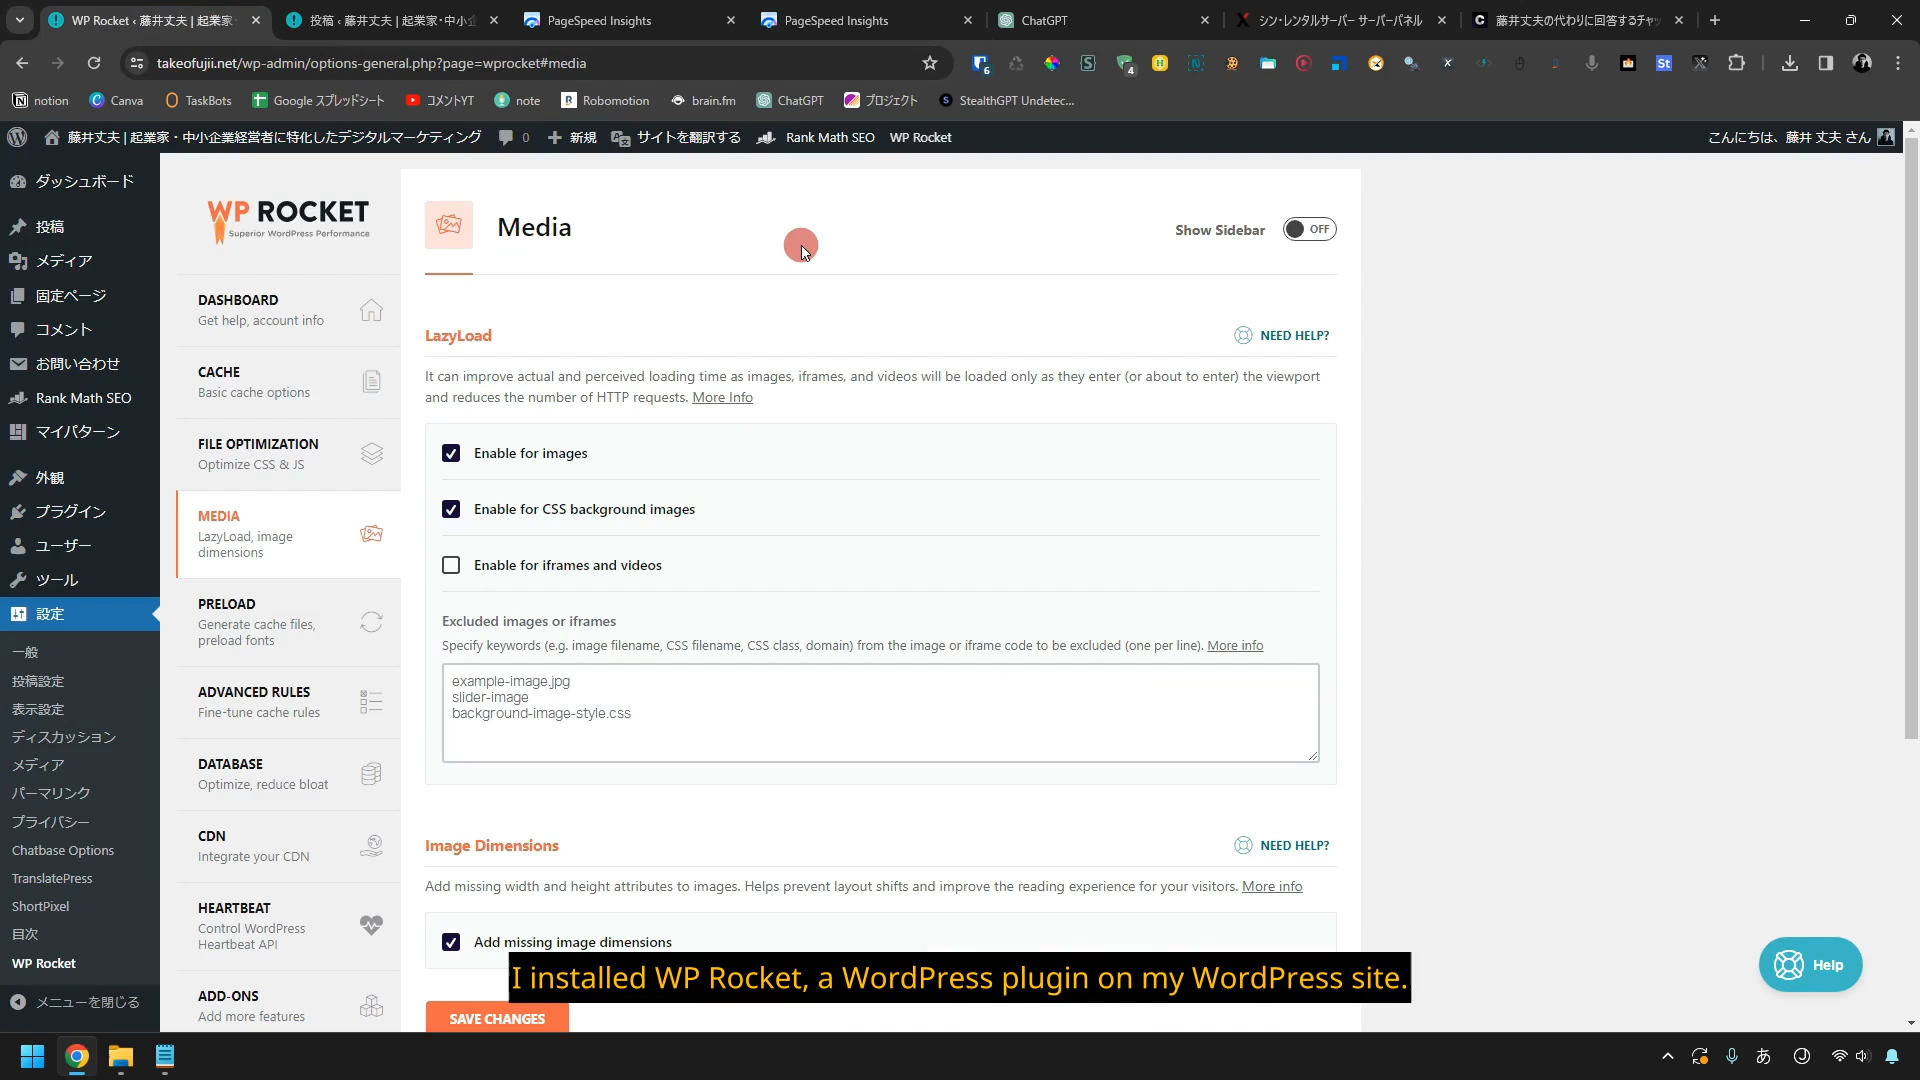 WP Rocket ‹ 藤井丈夫 | 起業家
投稿 ‹ 藤井丈夫 | 起業家・中小企
PageSpeed Insights
PageSpeed Insights
ChatGPT
シン・レンタルサーバー サーバーパネル
藤井丈夫の代わりに回答するチャッ
takeofujii.net/wp-admin/options-general.php?page=wprocket#media
notion
Canva
TaskBots
Google スプレッドシート
コメントYT
note
Robomotion
brain.fm
ChatGPT
プロジェクト
StealthGPT Undetec...
藤井丈夫 | 起業家・中小企業経営者に特化したデジタルマーケティング
0
新規
サイトを翻訳する
Rank Math SEO
WP Rocket
こんにちは、藤井 丈夫 さん
ダッシュボード
投稿
メディア
固定ページ
コメント
お問い合わせ
Rank Math SEO
マイパターン
外観
プラグイン
ユーザー
ツール
設定
一般
投稿設定
表示設定
ディスカッション
メディア
パーマリンク
プライバシー
Chatbase Options
TranslatePress
ShortPixel
目次
WP Rocket
メニューを閉じる
WP ROCKET
Superior WordPress Performance
DASHBOARD
Get help, account info
CACHE
Basic cache options
FILE OPTIMIZATION
Optimize CSS & JS
MEDIA
LazyLoad, image
dimensions
PRELOAD
Generate cache files,
preload fonts
ADVANCED RULES
Fine-tune cache rules
DATABASE
Optimize, reduce bloat
CDN
Integrate your CDN
HEARTBEAT
Control WordPress
Heartbeat API
ADD-ONS
Add more features
Media
Show Sidebar
OFF
LazyLoad
NEED HELP?
It can improve actual and perceived loading time as images, iframes, and videos will be loaded only as they enter (or about to enter) the viewport
and reduces the number of HTTP requests. More Info
Enable for images
Enable for CSS background images
Enable for iframes and videos
Excluded images or iframes
Specify keywords (e.g. image filename, CSS filename, CSS class, domain) from the image or iframe code to be excluded (one per line). More info
example-image.jpg
slider-image
background-image-style.css
Image Dimensions
NEED HELP?
Add missing width and height attributes to images. Helps prevent layout shifts and improve the reading experience for your visitors. More info
Add missing image dimensions
I installed WP Rocket, a WordPress plugin on my WordPress site.
SAVE CHANGES
Help
あ